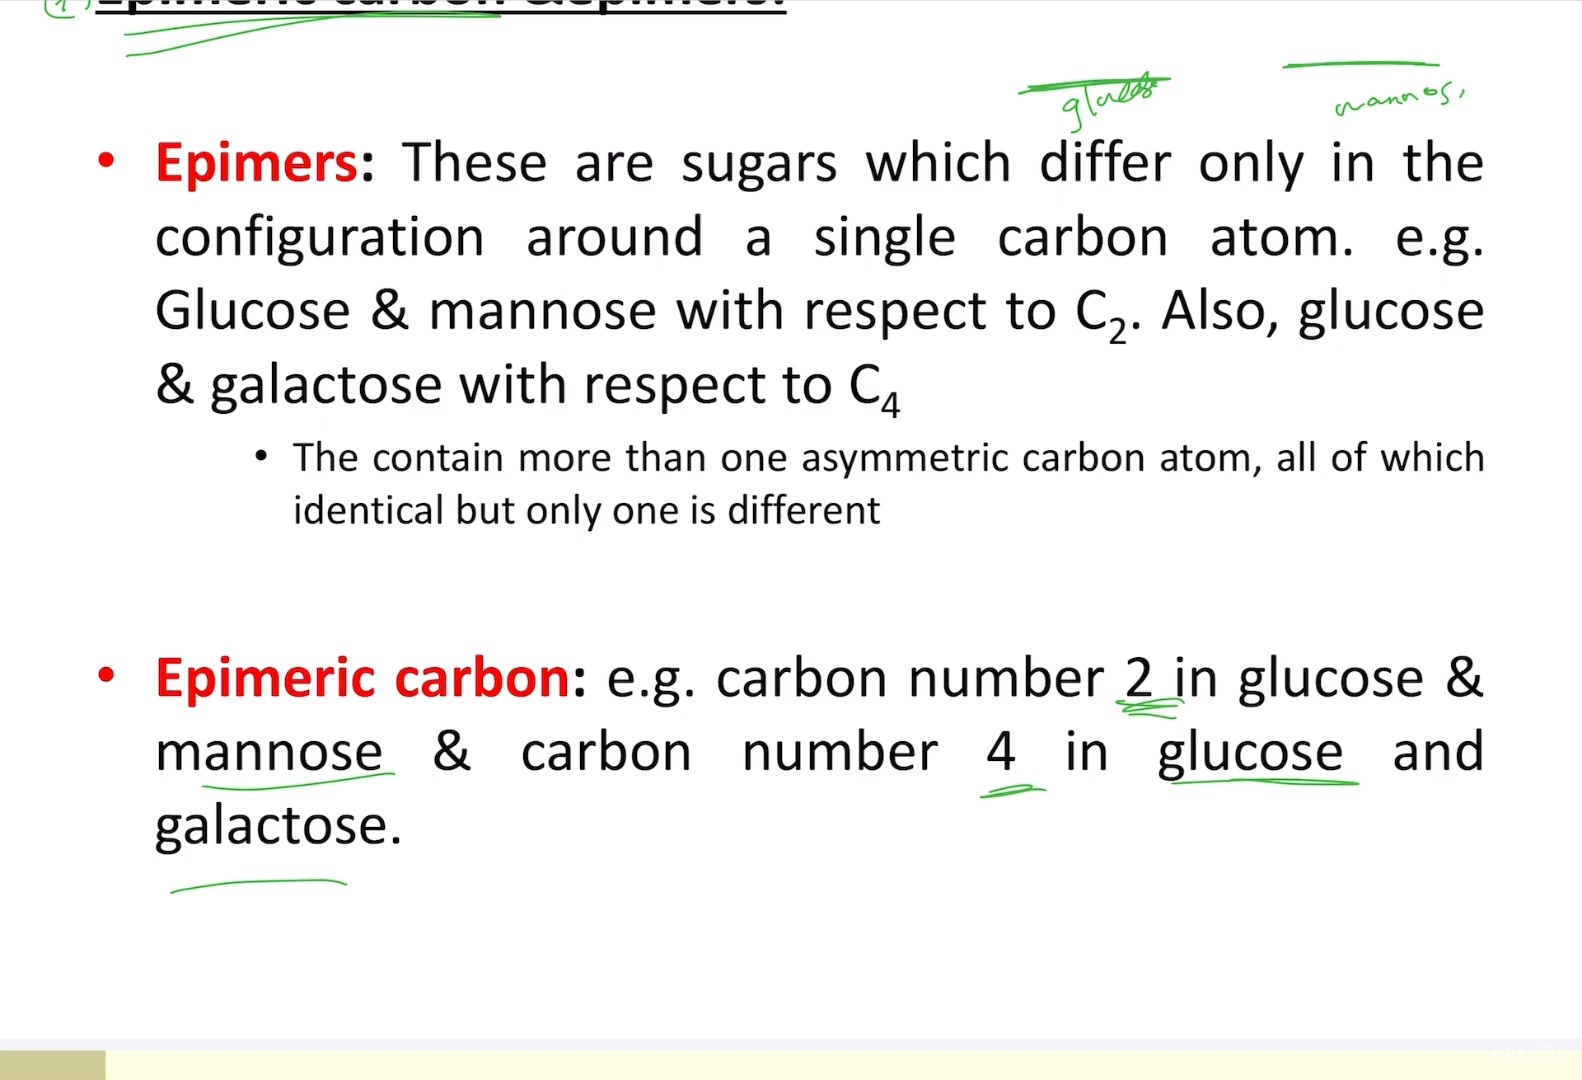 Epimeric carbon &epimers:
glucose
mannos,
• Epimers: These are sugars which differ only in the
configuration around a single carbon atom. e.g.
Glucose & mannose with respect to C₂. Also, glucose
& galactose with respect to C₄
• The contain more than one asymmetric carbon atom, all of which
identical but only one is different
• Epimeric carbon: e.g. carbon number 2 in glucose &
mannose & carbon number 4 in glucose and
galactose.